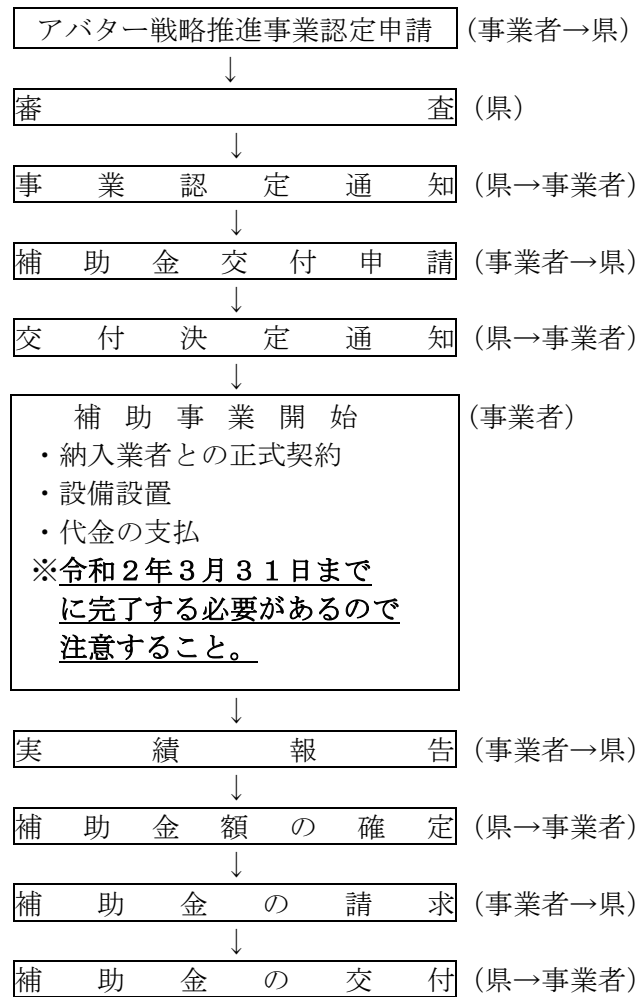 アバター戦略推進事業認定申請 (事業者→県)
↓
審査 (県)
↓
事業認定通知 (県→事業者)
↓
補助金交付申請 (事業者→県)
↓
交付決定通知 (県→事業者)
↓
補助事業開始 (事業者)
・納入業者との正式契約
・設備設置
・代金の支払
※令和２年３月３１日まで
に完了する必要があるので
注意すること。
↓
実績報告 (事業者→県)
↓
補助金額の確定 (県→事業者)
↓
補助金の請求 (事業者→県)
↓
補助金の交付 (県→事業者)